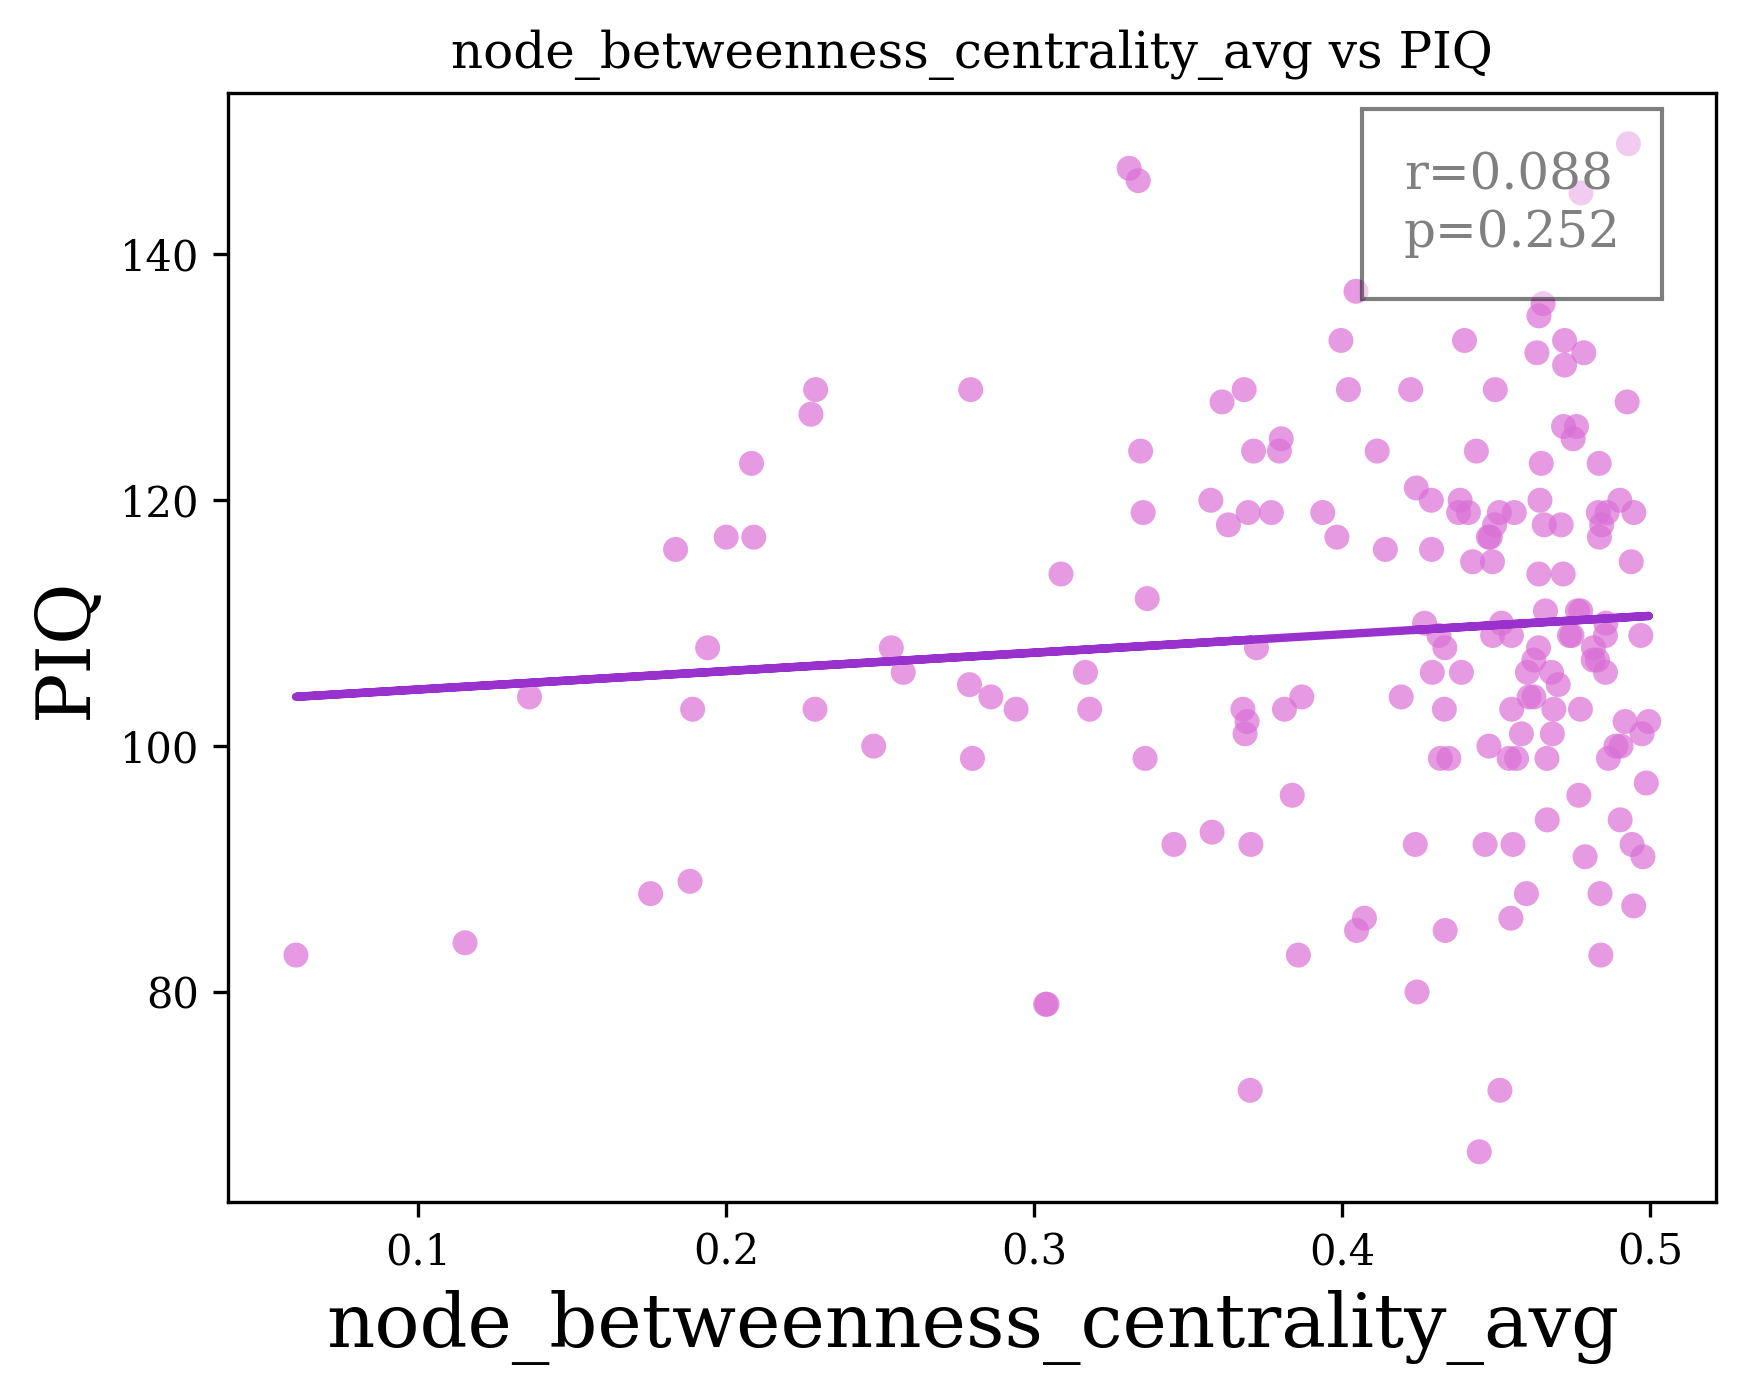 node_betweenness_centrality_avg vs PIQ
r=0.088
p=0.252
PIQ
140
120
100
80
0.1 0.2 0.3 0.4 0.5
node_betweenness_centrality_avg